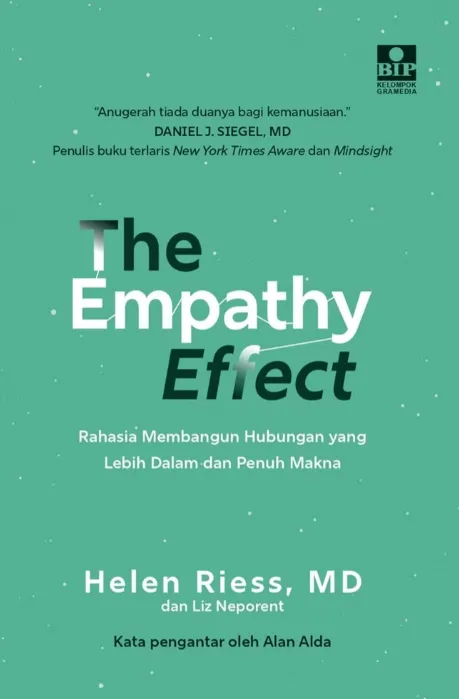 BIP
KELOMPOK
GRAMEDIA
“Anugerah tiada duanya bagi kemanusiaan.”
DANIEL J. SIEGEL, MD
Penulis buku terlaris New York Times Aware dan Mindsight
The
Empathy
Effect
Rahasia Membangun Hubungan yang
Lebih Dalam dan Penuh Makna
Helen Riess, MD
dan Liz Neporent
Kata pengantar oleh Alan Alda